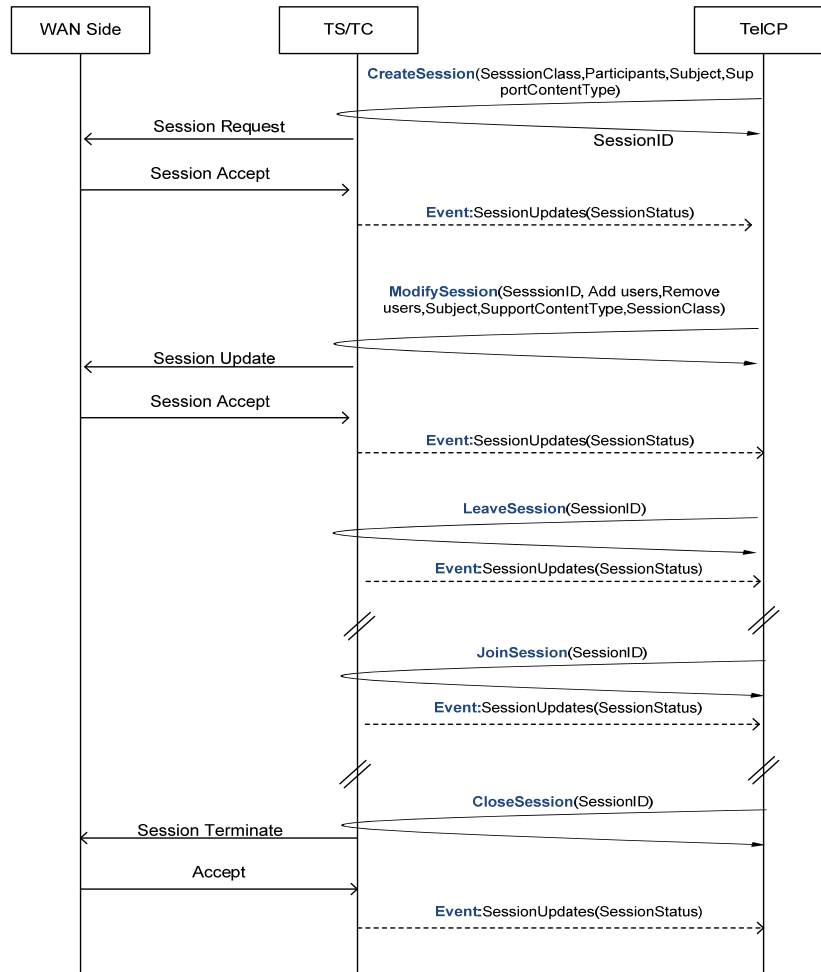 WAN Side
TS/TC
TelCP
CreateSession(SesssionClass,Participants,Subject,Sup
portContentType)
Session Request
SessionID
Session Accept
Event:SessionUpdates(SessionStatus)
ModifySession(SesssionID, Add users,Remove
users,Subject,SupportContentType,SessionClass)
Session Update
Session Accept
Event:SessionUpdates(SessionStatus)
LeaveSession(SessionID)
Event:SessionUpdates(SessionStatus)
JoinSession(SessionID)
Event:SessionUpdates(SessionStatus)
CloseSession(SessionID)
Session Terminate
Accept
Event:SessionUpdates(SessionStatus)